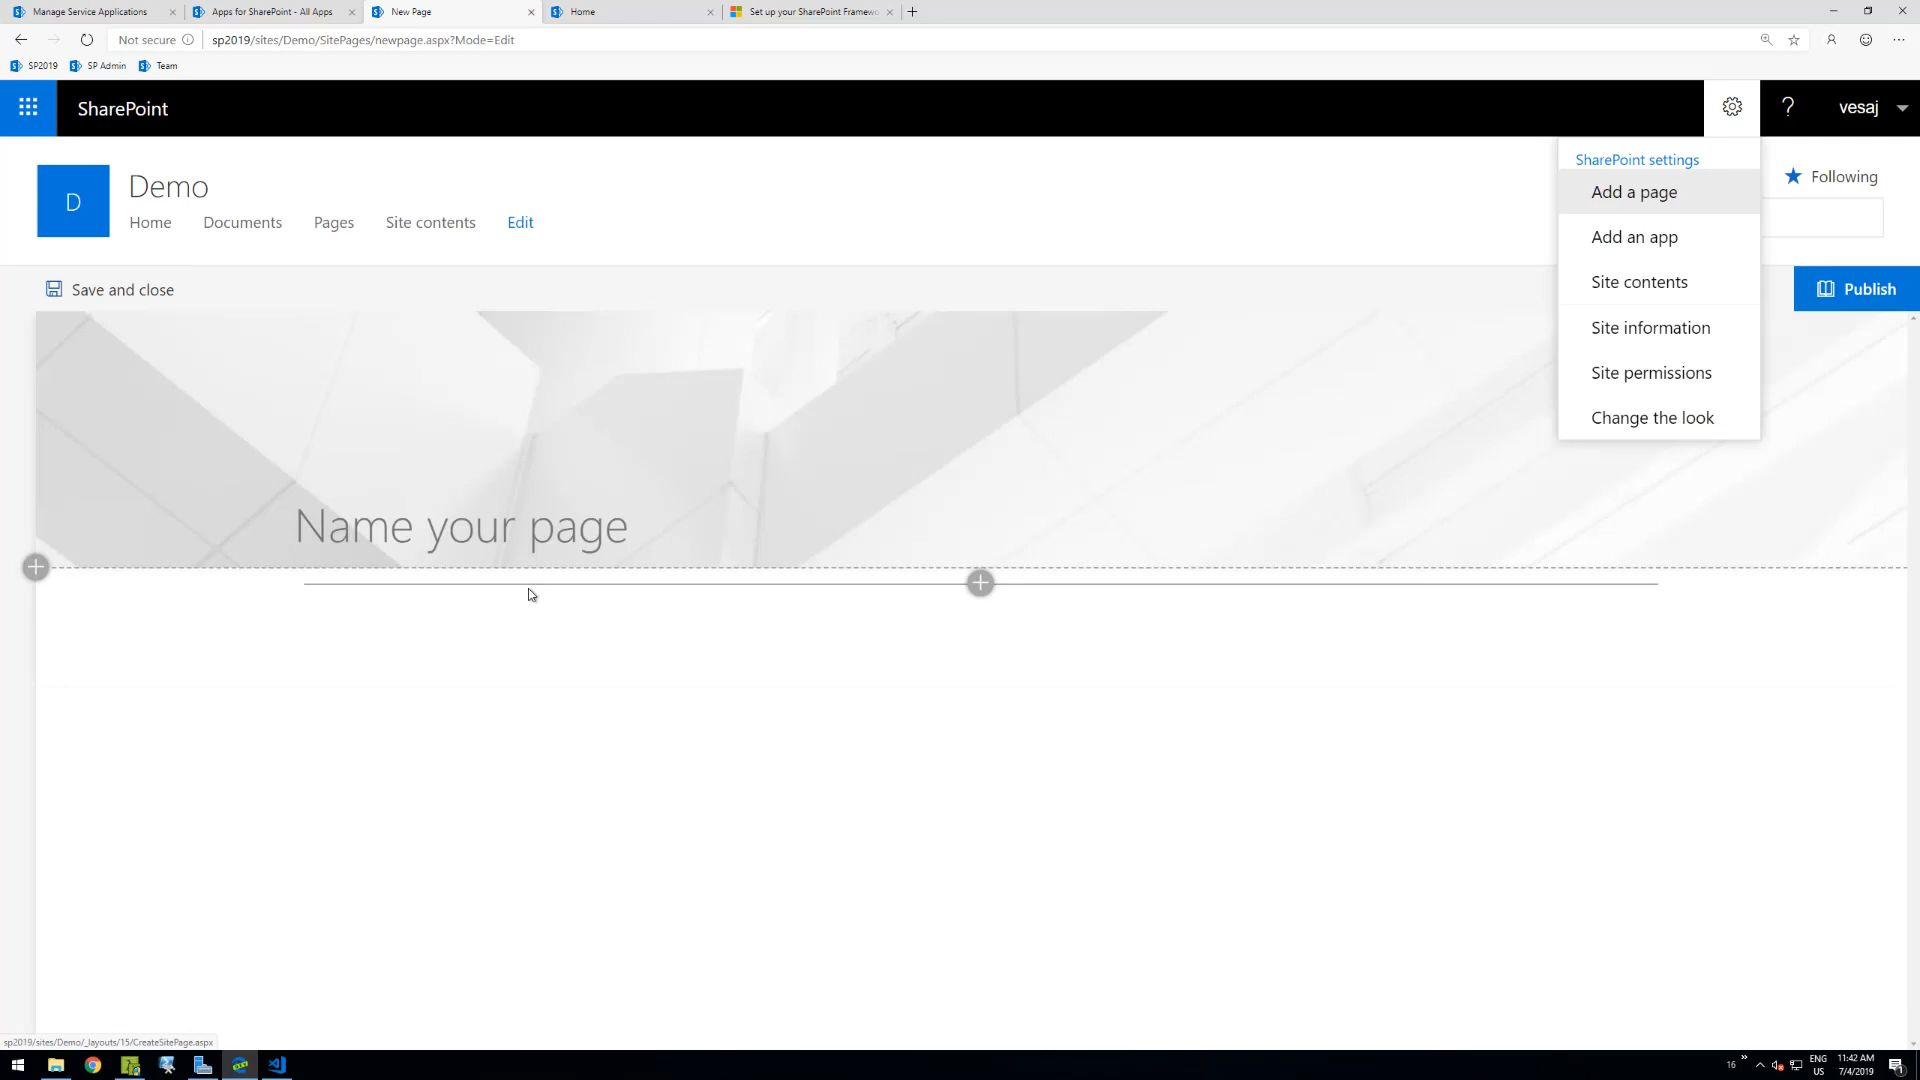 Manage Service Applications
Apps for SharePoint - All Apps
New Page
Home
Set up your SharePoint Framewo
Not secure
sp2019/sites/Demo/SitePages/newpage.aspx?Mode=Edit
SP2019
SP Admin
Team
SharePoint
?
vesaj
SharePoint settings
Add a page
Add an app
Site contents
Site information
Site permissions
Change the look
D
Demo
Following
Home
Documents
Pages
Site contents
Edit
Save and close
Publish
Name your page
sp2019/sites/Demo/_layouts/15/CreateSitePage.aspx
16
ENG
US
11:42 AM
7/4/2019